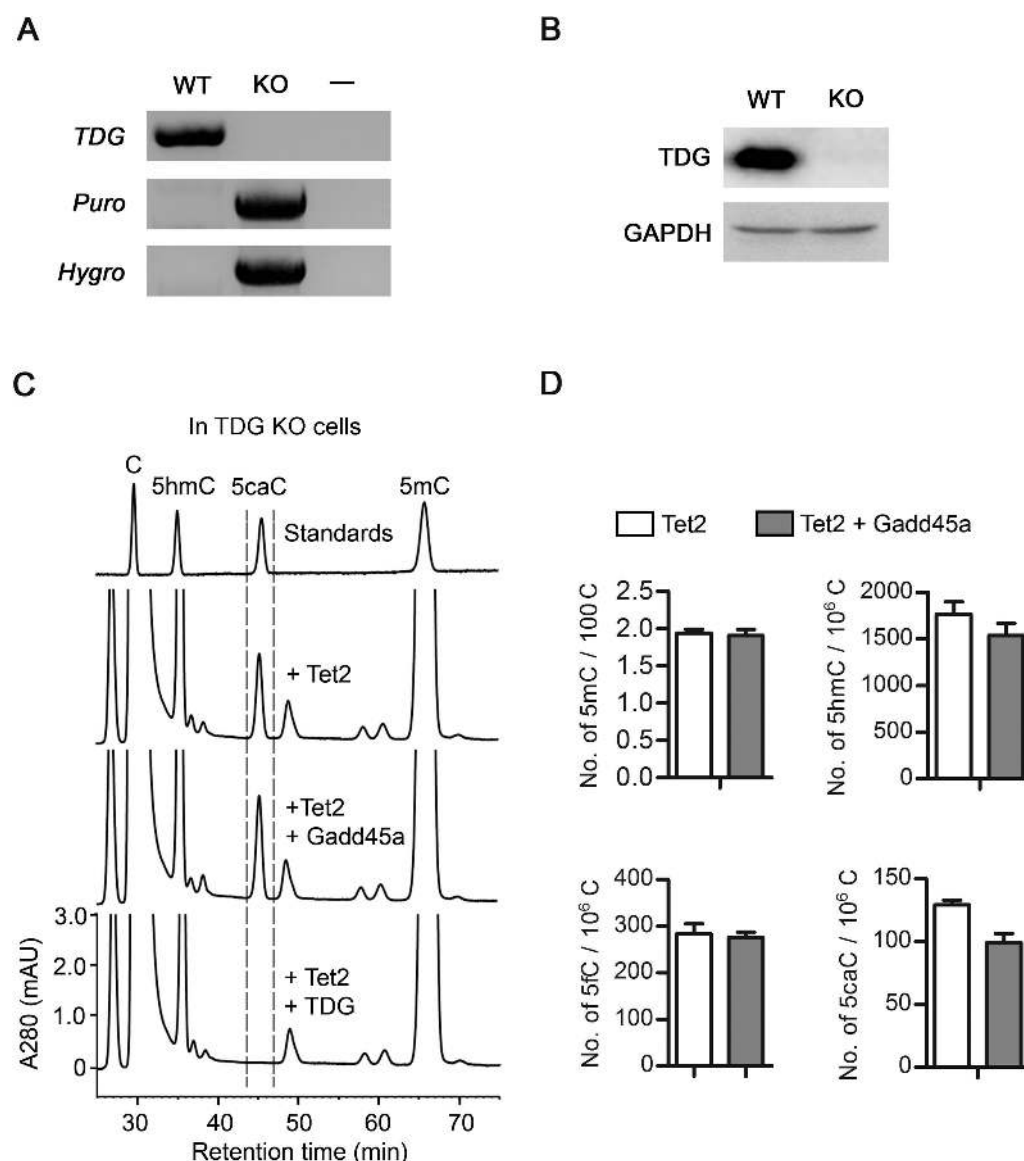 A
WT KO —
TDG
Puro
Hygro
B
WT KO
TDG
GAPDH
C
In TDG KO cells
C
5hmC 5caC 5mC
Standards
+ Tet2
+Tet2
+ Gadd45a
+ Tet2
+ TDG
3.0
2.0
1.0
0
A280 (mAU)
30 40 50 60 70
Retention time (min)
D
Tet2 Tet2 + Gadd45a
No. of 5mC / 100 C
2.5
2.0
1.5
1.0
0.5
0.0
No. of 5hmC / 10⁶ C
2000
1500
1000
500
0
No. of 5fC / 10⁶ C
400
300
200
100
0
No. of 5caC / 10⁶ C
150
100
50
0